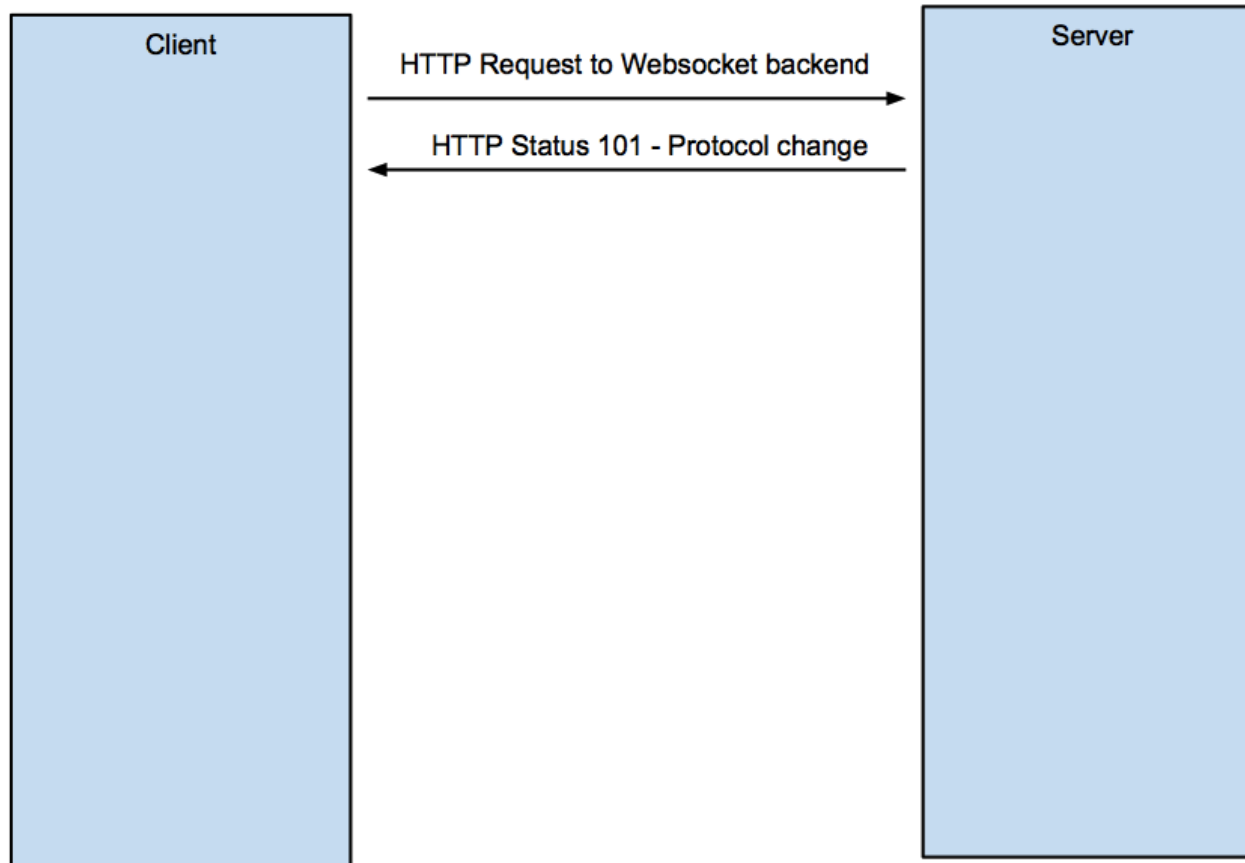 Client
Server
HTTP Request to Websocket backend
HTTP Status 101 - Protocol change